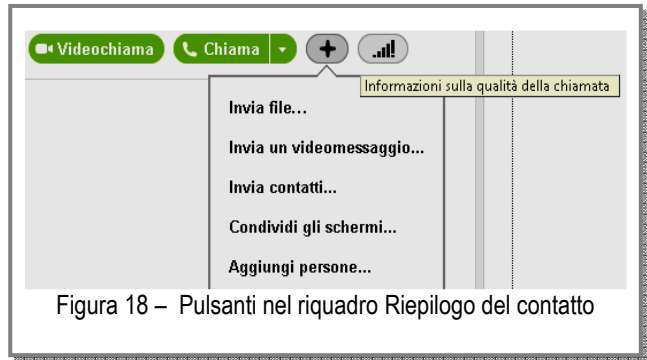 Videochiama Chiama
Informazioni sulla qualità della chiamata
Invia file...
Invia un videomessaggio...
Invia contatti...
Condividi gli schermi...
Aggiungi persone...
Figura 18 – Pulsanti nel riquadro Riepilogo del contatto